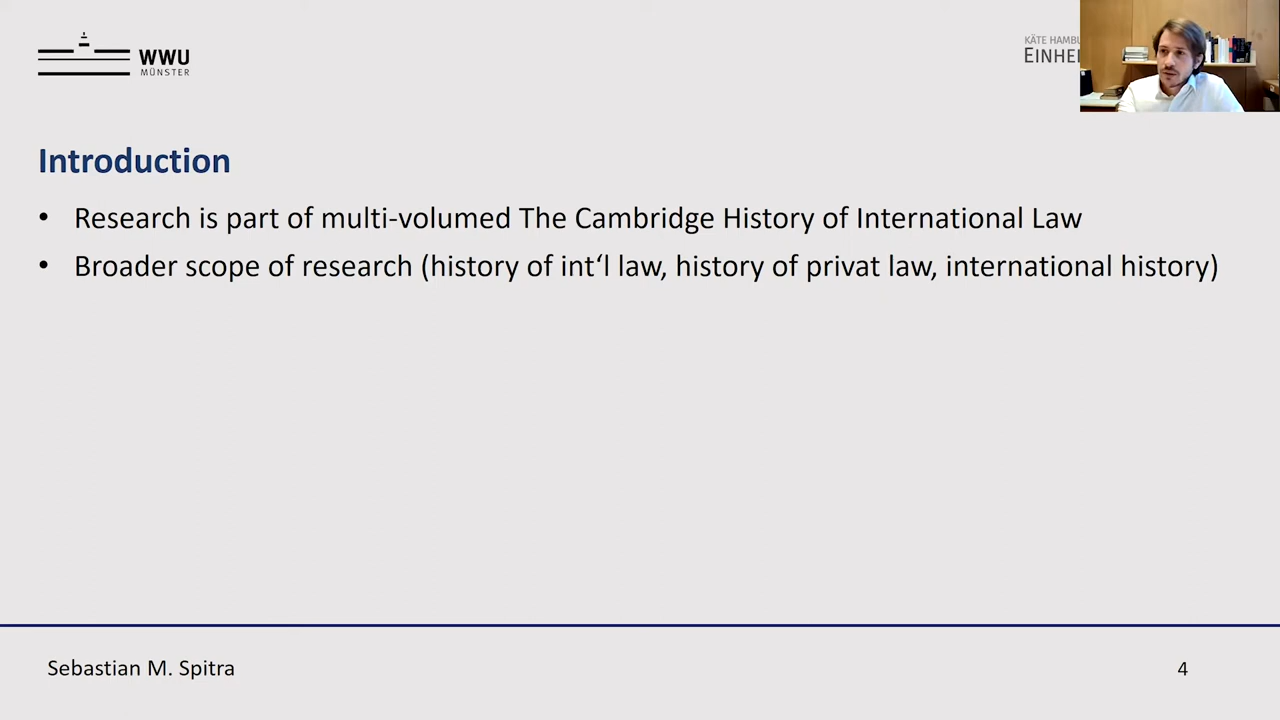 WWU
MÜNSTER
KÄTE HAMBU
EINHEI
Introduction
• Research is part of multi-volumed The Cambridge History of International Law
• Broader scope of research (history of int‘l law, history of privat law, international history)
Sebastian M. Spitra
4